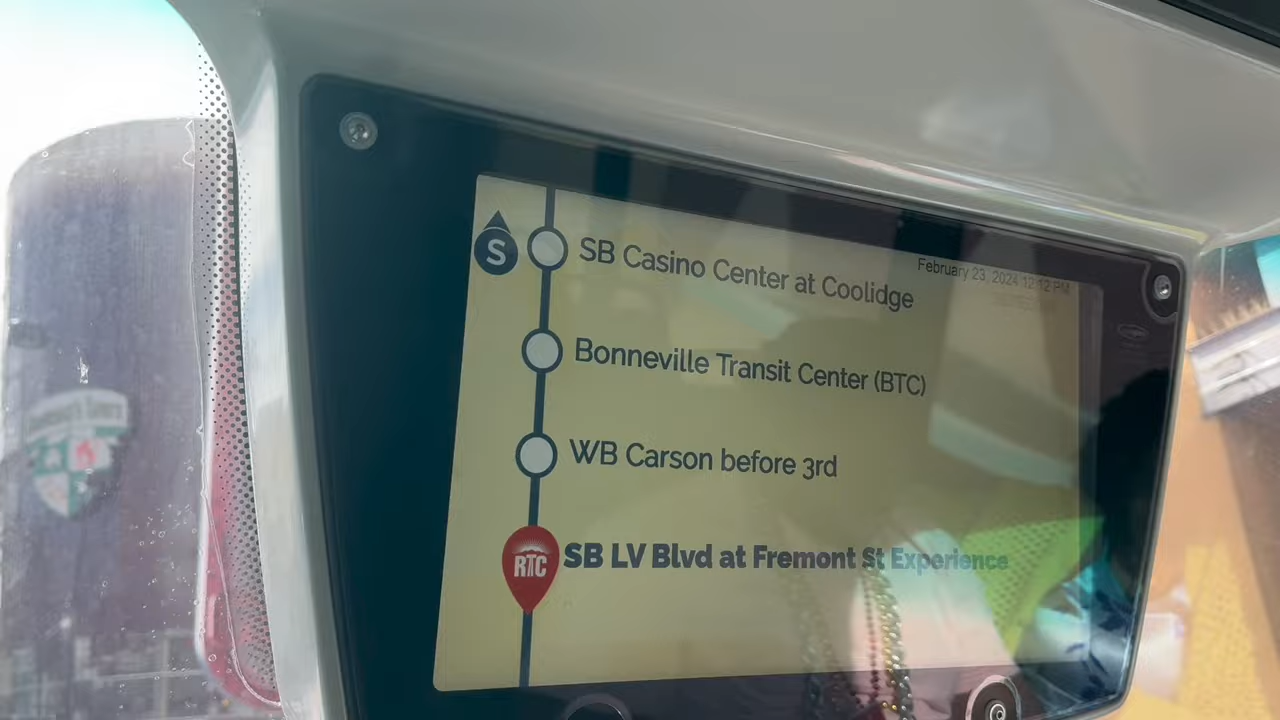 S
SB Casino Center at Coolidge
February 23, 2024 12:12 PM
Bonneville Transit Center (BTC)
WB Carson before 3rd
RTC
SB LV Blvd at Fremont St Experience